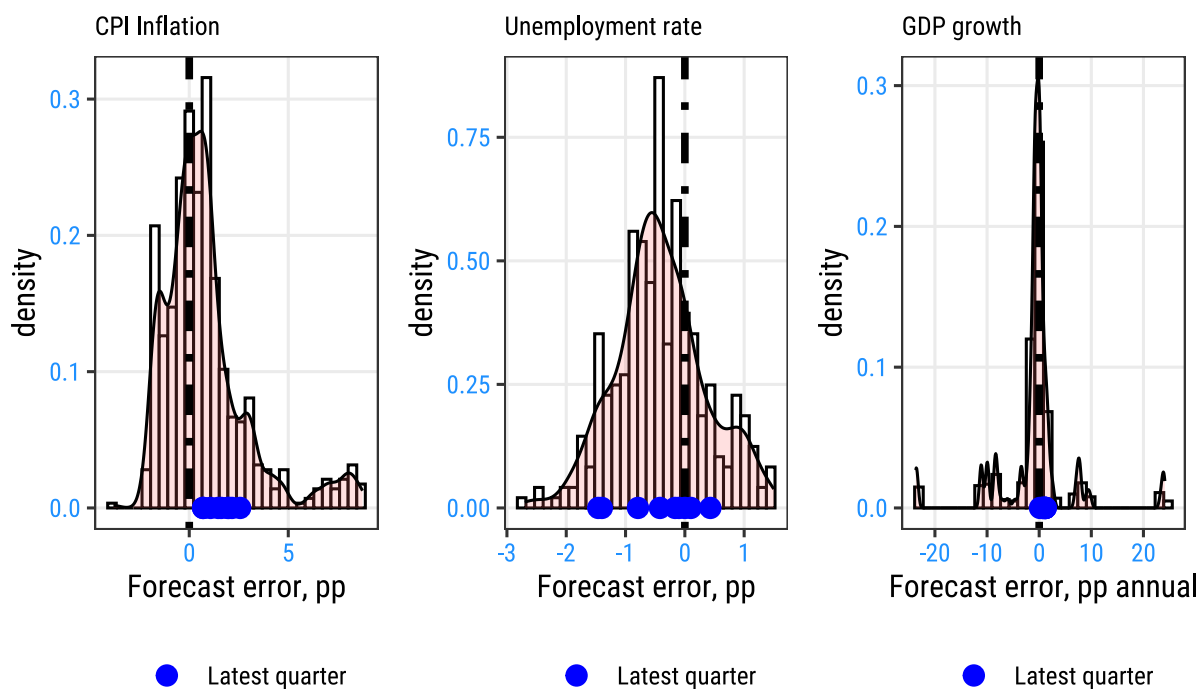 CPI Inflation
0.3
0.2
0.1
0.0
density
0
5
Forecast error, pp
Latest quarter
Unemployment rate
0.75
0.50
0.25
0.00
density
-3
-2
-1
0
1
Forecast error, pp
Latest quarter
GDP growth
0.3
0.2
0.1
0.0
density
-20
-10
0
10
20
Forecast error, pp annual
Latest quarter